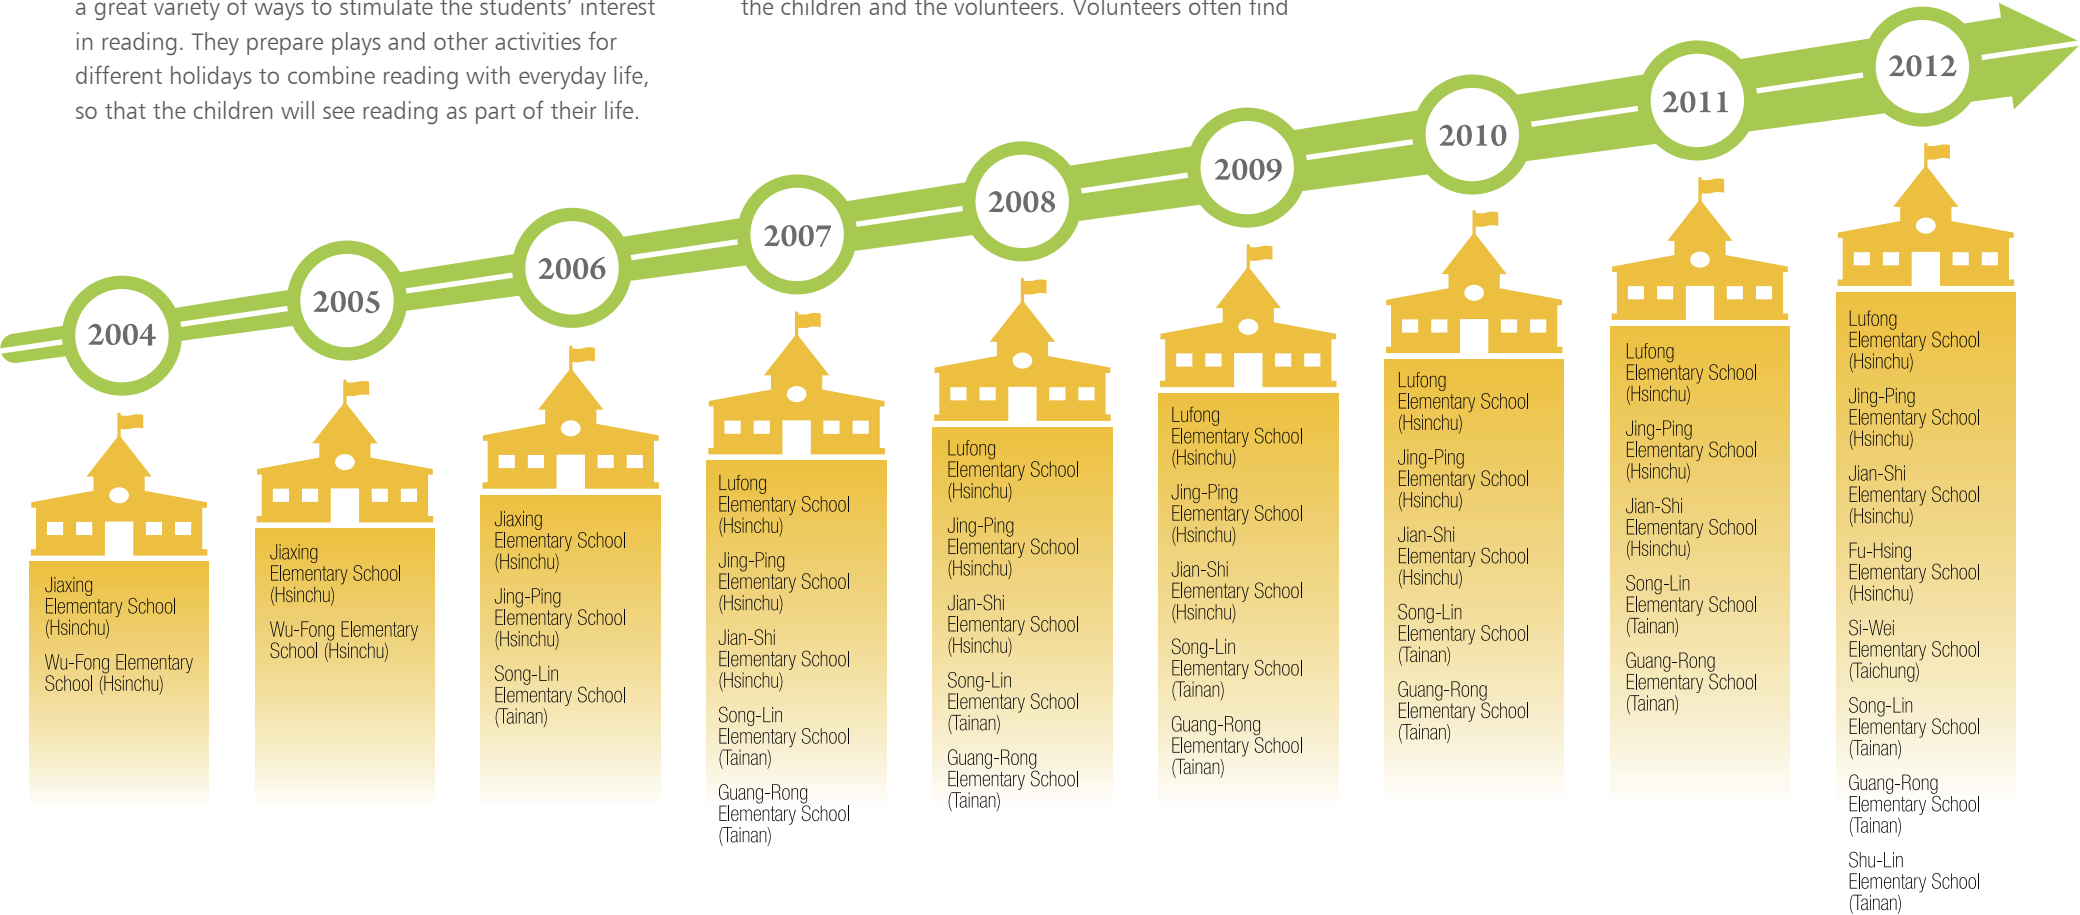 a great variety of ways to stimulate the students’ interest
in reading. They prepare plays and other activities for
different holidays to combine reading with everyday life,
so that the children will see reading as part of their life.
the children and the volunteers. Volunteers often find
2004
Jiaxing
Elementary School
(Hsinchu)
Wu-Fong Elementary
School (Hsinchu)
2005
Jiaxing
Elementary School
(Hsinchu)
Wu-Fong Elementary
School (Hsinchu)
2006
Jiaxing
Elementary School
(Hsinchu)
Jing-Ping
Elementary School
(Hsinchu)
Song-Lin
Elementary School
(Tainan)
2007
Lufong
Elementary School
(Hsinchu)
Jing-Ping
Elementary School
(Hsinchu)
Jian-Shi
Elementary School
(Hsinchu)
Song-Lin
Elementary School
(Tainan)
Guang-Rong
Elementary School
(Tainan)
2008
Lufong
Elementary School
(Hsinchu)
Jing-Ping
Elementary School
(Hsinchu)
Jian-Shi
Elementary School
(Hsinchu)
Song-Lin
Elementary School
(Tainan)
Guang-Rong
Elementary School
(Tainan)
2009
Lufong
Elementary School
(Hsinchu)
Jing-Ping
Elementary School
(Hsinchu)
Jian-Shi
Elementary School
(Hsinchu)
Song-Lin
Elementary School
(Tainan)
Guang-Rong
Elementary School
(Tainan)
2010
Lufong
Elementary School
(Hsinchu)
Jing-Ping
Elementary School
(Hsinchu)
Jian-Shi
Elementary School
(Hsinchu)
Song-Lin
Elementary School
(Tainan)
Guang-Rong
Elementary School
(Tainan)
2011
Lufong
Elementary School
(Hsinchu)
Jing-Ping
Elementary School
(Hsinchu)
Jian-Shi
Elementary School
(Hsinchu)
Song-Lin
Elementary School
(Tainan)
Guang-Rong
Elementary School
(Tainan)
2012
Lufong
Elementary School
(Hsinchu)
Jing-Ping
Elementary School
(Hsinchu)
Jian-Shi
Elementary School
(Hsinchu)
Fu-Hsing
Elementary School
(Hsinchu)
Si-Wei
Elementary School
(Taichung)
Song-Lin
Elementary School
(Tainan)
Guang-Rong
Elementary School
(Tainan)
Shu-Lin
Elementary School
(Tainan)